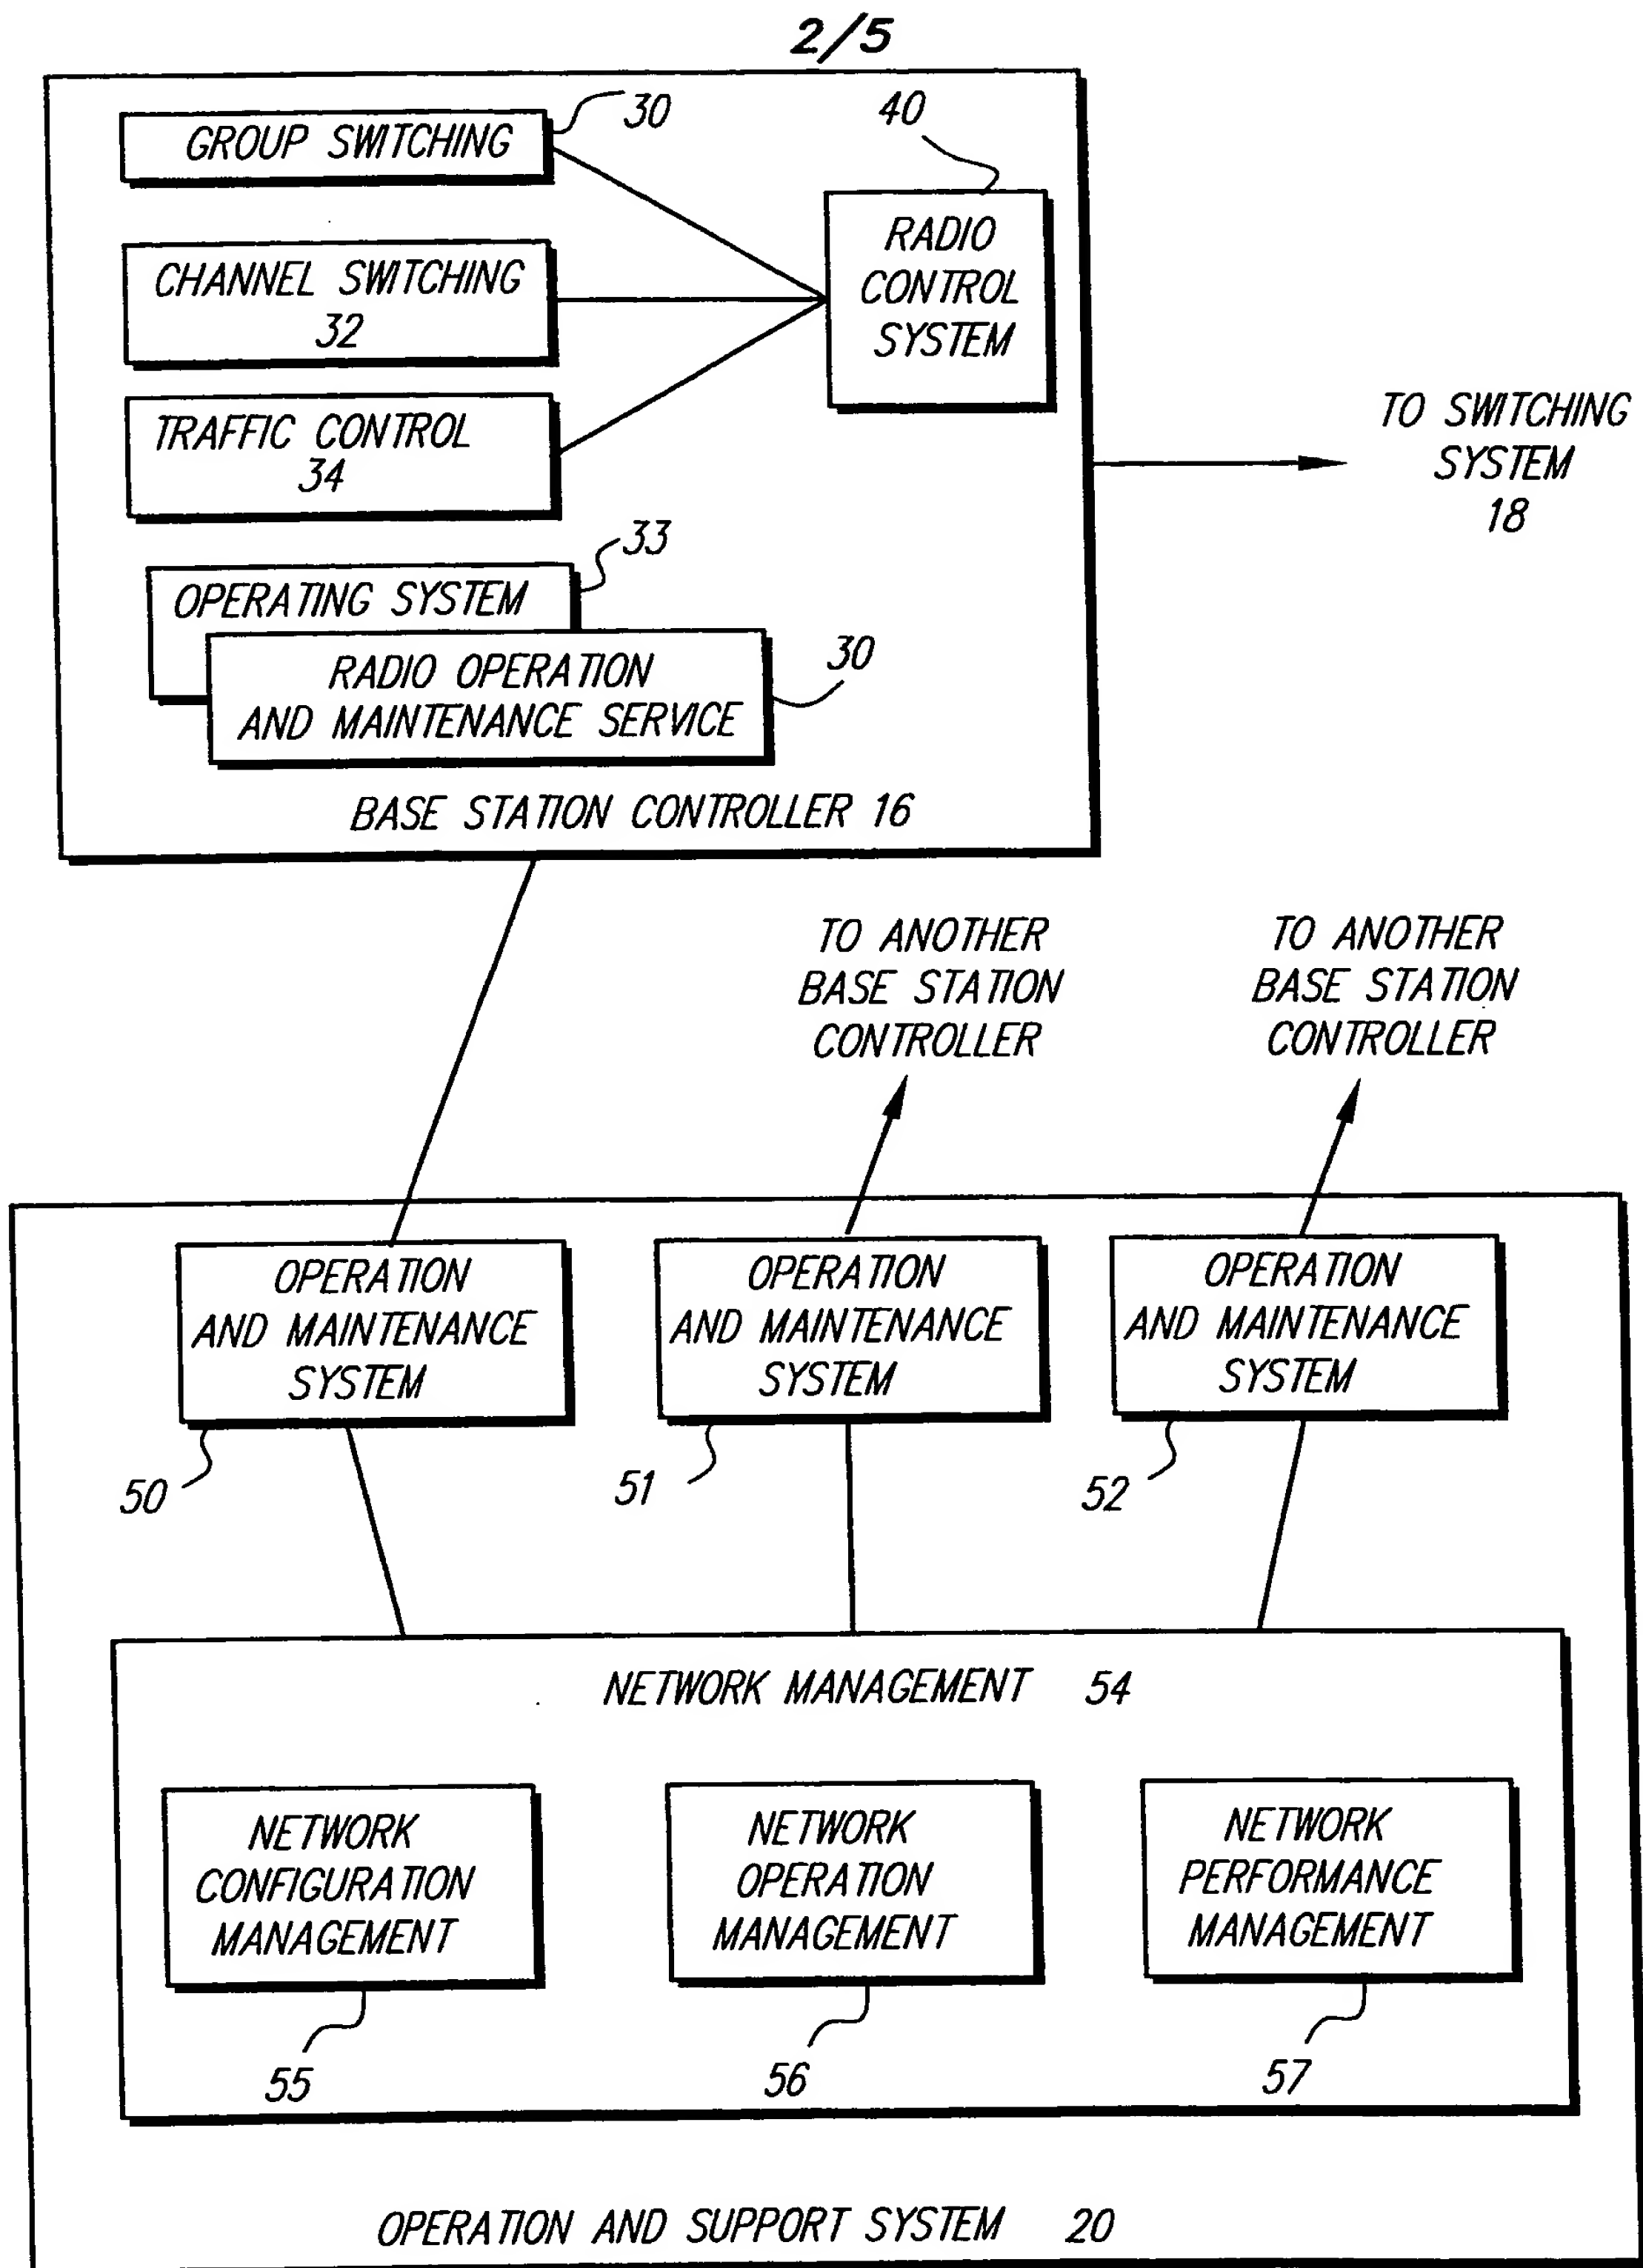 2/5
GROUP SWITCHING
30
40
CHANNEL SWITCHING
32
RADIO
CONTROL
SYSTEM
TRAFFIC CONTROL
34
TO SWITCHING
SYSTEM
18
OPERATING SYSTEM
33
RADIO OPERATION
AND MAINTENANCE SERVICE
30
BASE STATION CONTROLLER 16
TO ANOTHER
BASE STATION
CONTROLLER
TO ANOTHER
BASE STATION
CONTROLLER
OPERATION
AND MAINTENANCE
SYSTEM
50
OPERATION
AND MAINTENANCE
SYSTEM
51
OPERATION
AND MAINTENANCE
SYSTEM
52
NETWORK MANAGEMENT 54
NETWORK
CONFIGURATION
MANAGEMENT
55
NETWORK
OPERATION
MANAGEMENT
56
NETWORK
PERFORMANCE
MANAGEMENT
57
OPERATION AND SUPPORT SYSTEM 20